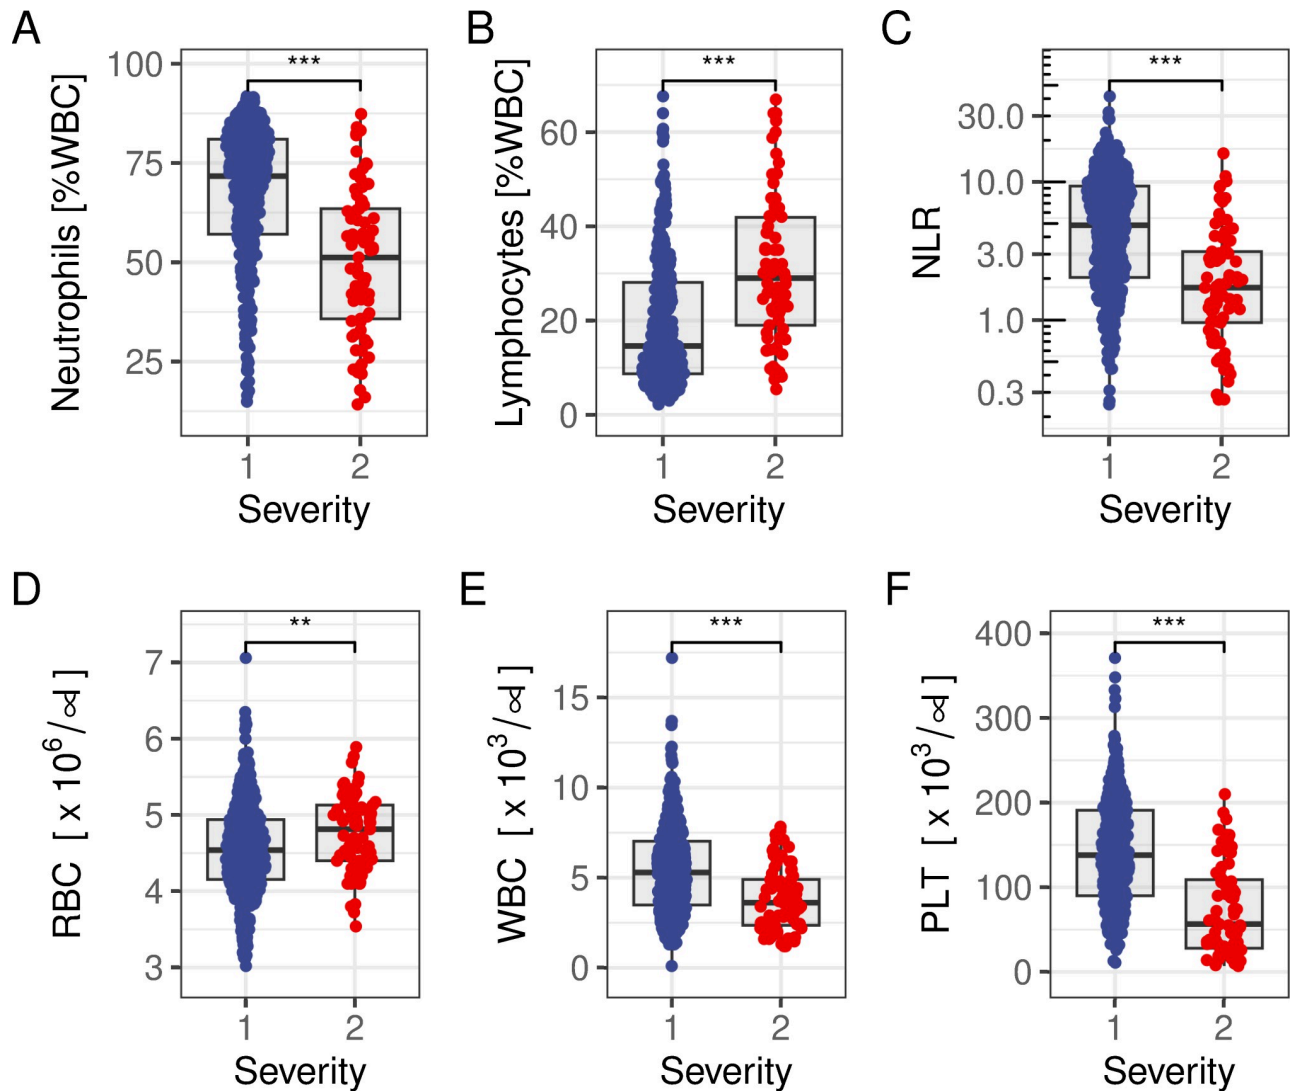 A
Neutrophils [%WBC]
100
75
50
25
***
1 2
Severity
B
Lymphocytes [%WBC]
60
40
20
0
***
1 2
Severity
C
NLR
30.0
10.0
3.0
1.0
0.3
***
1 2
Severity
D
RBC [ x 10⁶/∝l ]
7
6
5
4
3
**
1 2
Severity
E
WBC [ x 10³/∝l ]
15
10
5
0
***
1 2
Severity
F
PLT [ x 10³/∝l ]
400
300
200
100
0
***
1 2
Severity